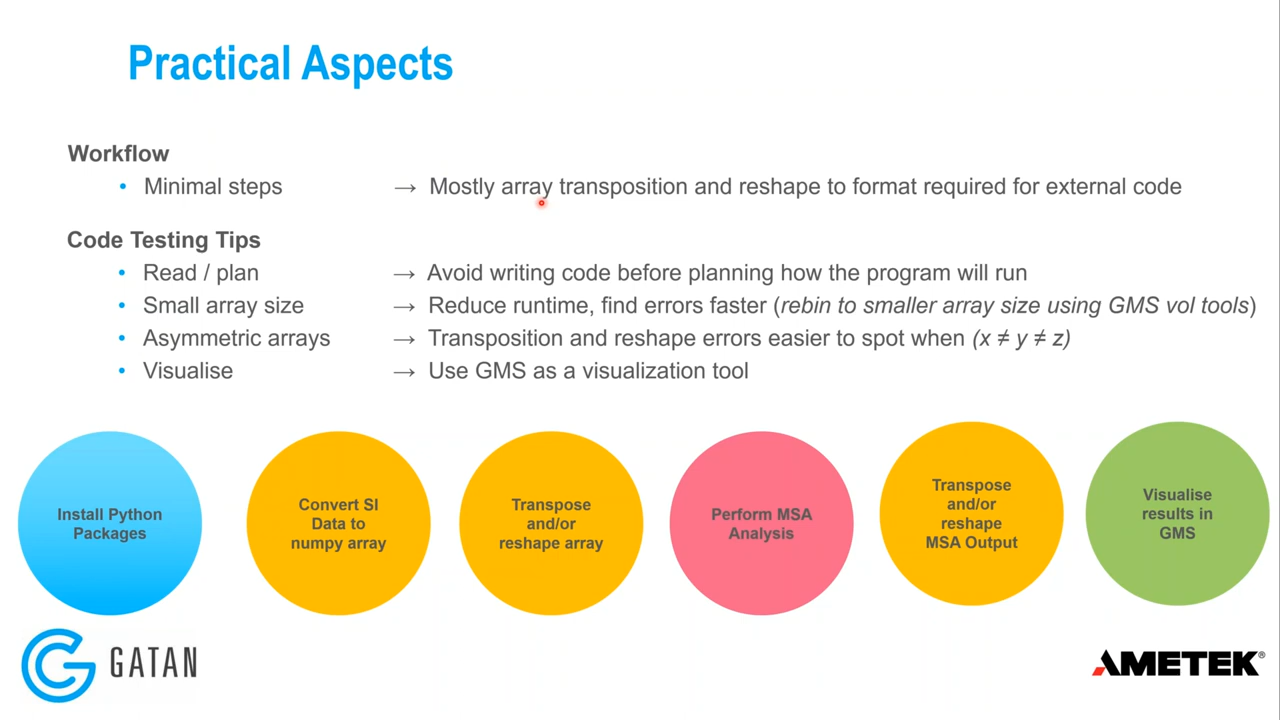 Practical Aspects
Workflow
• Minimal steps → Mostly array transposition and reshape to format required for external code
Code Testing Tips
• Read / plan → Avoid writing code before planning how the program will run
• Small array size → Reduce runtime, find errors faster (rebin to smaller array size using GMS vol tools)
• Asymmetric arrays → Transposition and reshape errors easier to spot when (x ≠ y ≠ z)
• Visualise → Use GMS as a visualization tool
Install Python
Packages
Convert SI
Data to
numpy array
Transpose
and/or
reshape array
Perform MSA
Analysis
Transpose
and/or
reshape
MSA Output
Visualise
results in
GMS
GATAN
AMETEK®